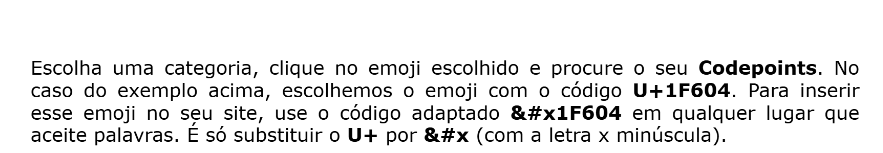 Escolha uma categoria, clique no emoji escolhido e procure o seu Codepoints. No
caso do exemplo acima, escolhemos o emoji com o código U+1F604. Para inserir
esse emoji no seu site, use o código adaptado &#x1F604 em qualquer lugar que
aceite palavras. É só substituir o U+ por &#x (com a letra x minúscula).